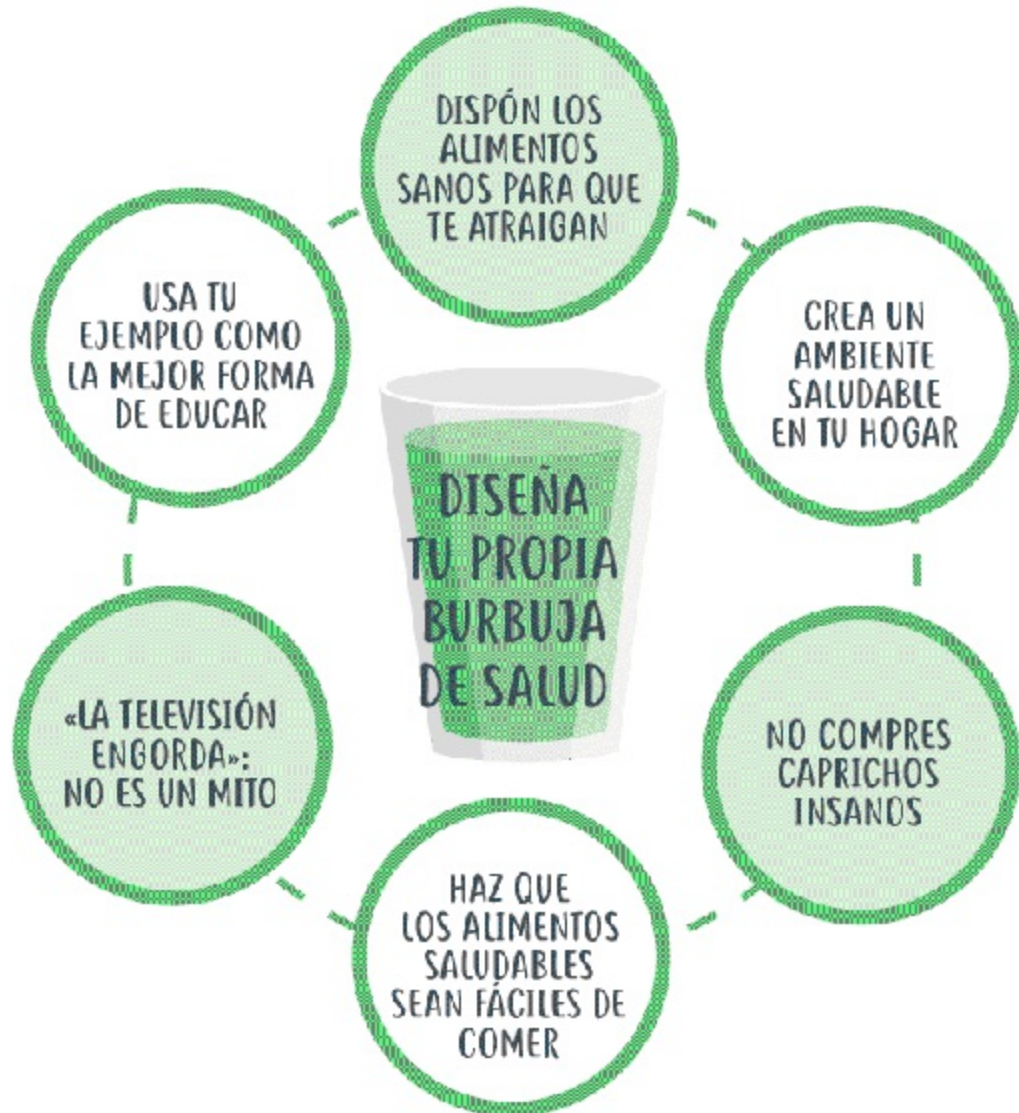 DISPÓN LOS
ALIMENTOS
SANOS PARA QUE
TE ATRAIGAN
CREA UN
AMBIENTE
SALUDABLE
EN TU HOGAR
NO COMPRES
CAPRICHOS
INSANOS
HAZ QUE
LOS ALIMENTOS
SALUDABLES
SEAN FÁCILES DE
COMER
«LA TELEVISIÓN
ENGORDA»:
NO ES UN MITO
USA TU
EJEMPLO COMO
LA MEJOR FORMA
DE EDUCAR
DISEÑA
TU PROPIA
BURBUJA
DE SALUD